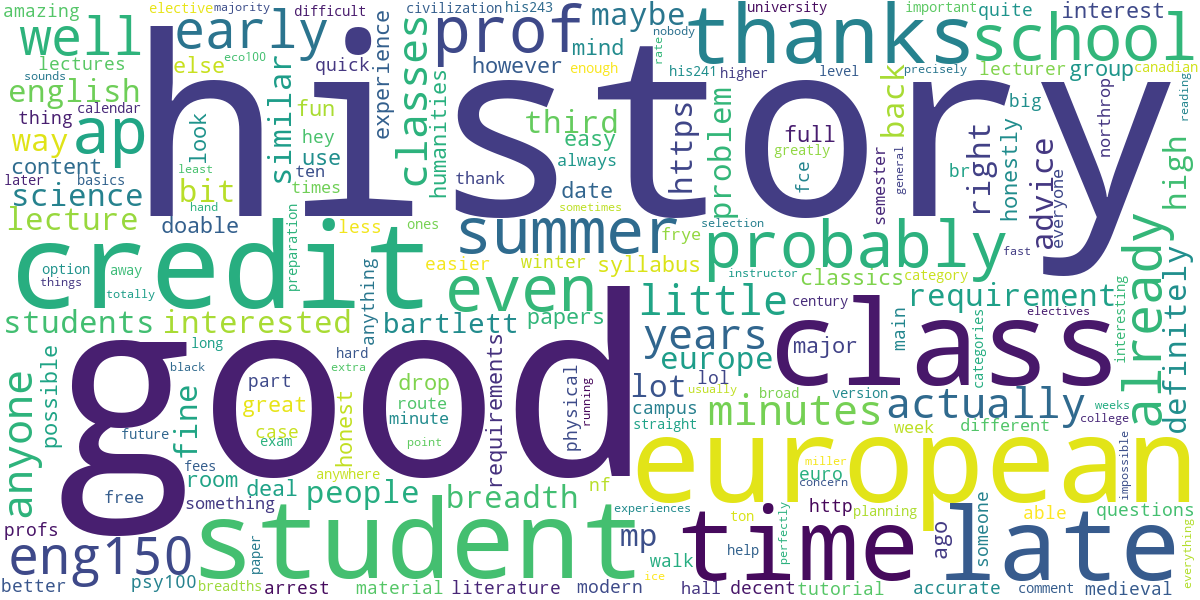 elective
majority
difficult
civilization
his243
prof
maybe
university
important
quite
interest
amazing
well
early
nobody
thanks
school
lectures
else
eco100
quick
however
mind
rate
his241
higher
level
precisely
lecturer
group
canadian
sounds
english
similar
experience
classes
enough
calendar
thing
ap
history
big
reading
way
look
fun
third
https
problem
full
back
northrop
hey
easy
greatly
right
content
use
humanities
always
fce
honestly
later
basics
least
ten
thank
date
semester
general
br
advice
everyone
science
bit
times
hand
sometimes
lecture
doable
less
ones
summer
frye
selection
probably
fast
already
high
credit
preparation
option
away
things
totally
easier
winter
syllabus
instructor
classics
category
definitely
anything
even
little
century
requirement
electives
students
interested
bartlett
papers
years
class
main
interesting
long
hard
extra
black
good
europe
major
categories
possible
part
drop
route
minute
physical
running
lot
lol
usually
broad
version
weeks
anyone
fine
great
case
exam
honest
point
requirements
campus
straight
minutes
actually
college
future
week
different
european
impossible
room
anywhere
miller
euro
concern
fees
free
deal
something
people
breadth
nf
experiences
ton
http
planning
ago
someone
able
questions
profs
student
mp
time
late
everything
eng150
paper
walk
help
perfectly
ice
better
psy100
breadths
arrest
material
literature
modern
hall
decent
tutorial
accurate
comment
medieval